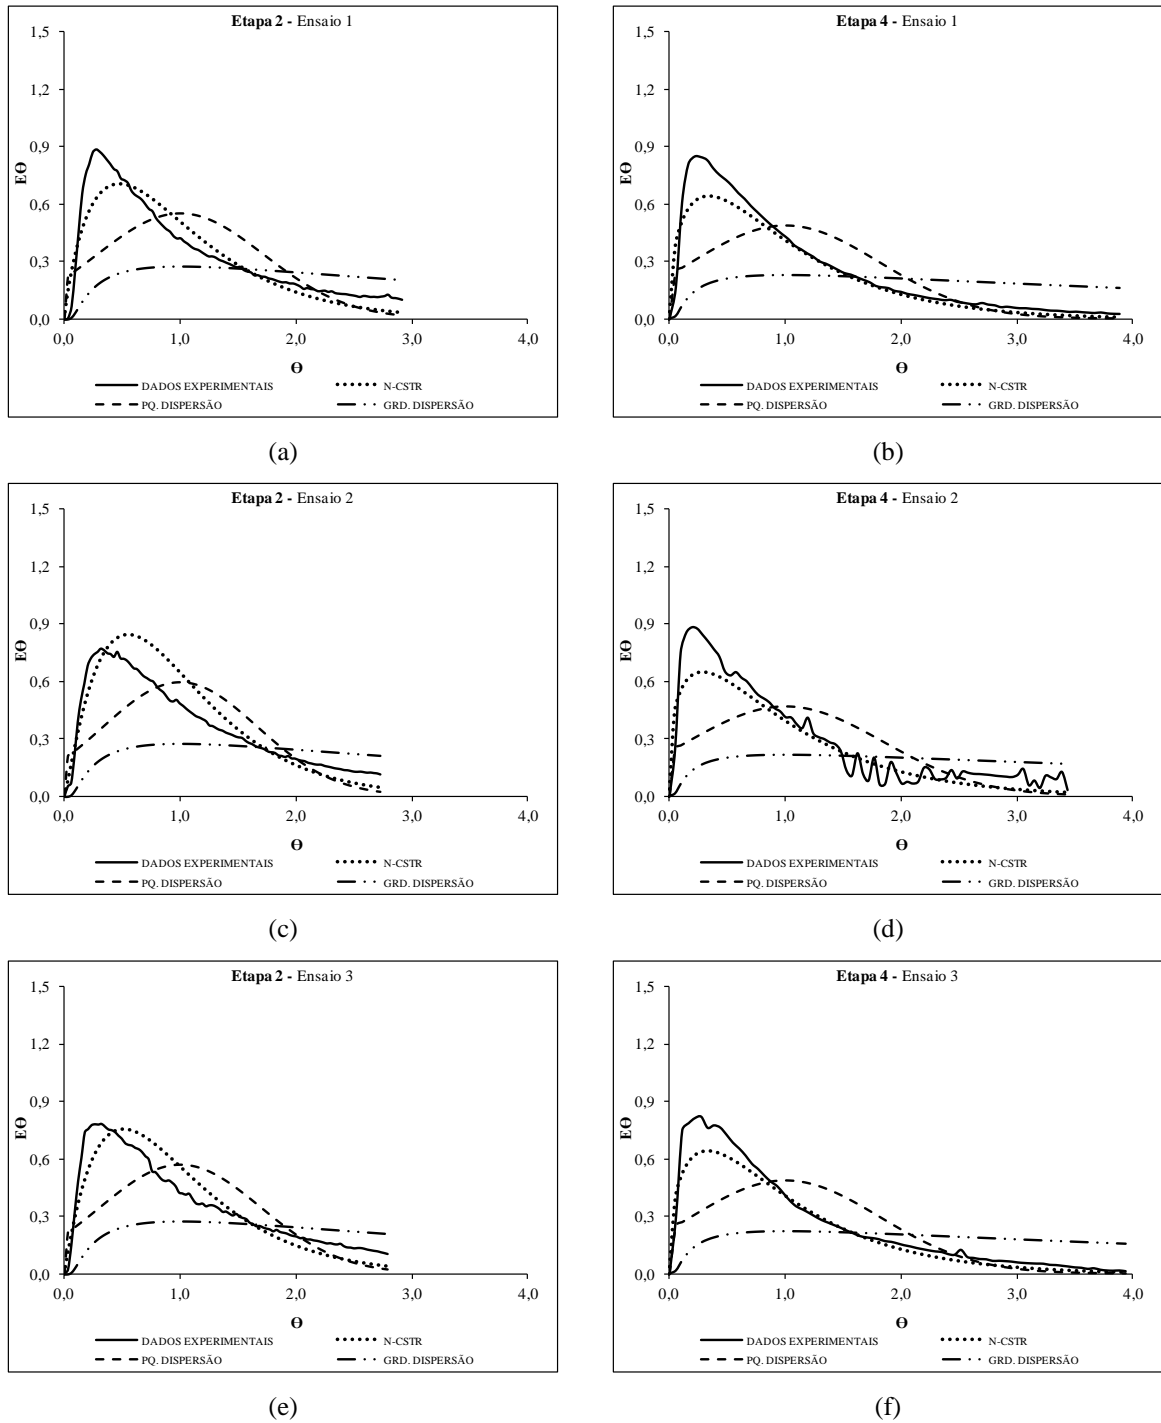 Etapa 2 - Ensaio 1
1,5
1,2
0,9
0,6
0,3
0,0
EΘ
0,0 1,0 2,0 3,0 4,0
Θ
DADOS EXPERIMENTAIS N-CSTR
PQ. DISPERSÃO GRD. DISPERSÃO
(a)
Etapa 4 - Ensaio 1
1,5
1,2
0,9
0,6
0,3
0,0
EΘ
0,0 1,0 2,0 3,0 4,0
Θ
DADOS EXPERIMENTAIS N-CSTR
PQ. DISPERSÃO GRD. DISPERSÃO
(b)
Etapa 2 - Ensaio 2
1,5
1,2
0,9
0,6
0,3
0,0
EΘ
0,0 1,0 2,0 3,0 4,0
Θ
DADOS EXPERIMENTAIS N-CSTR
PQ. DISPERSÃO GRD. DISPERSÃO
(c)
Etapa 4 - Ensaio 2
1,5
1,2
0,9
0,6
0,3
0,0
EΘ
0,0 1,0 2,0 3,0 4,0
Θ
DADOS EXPERIMENTAIS N-CSTR
PQ. DISPERSÃO GRD. DISPERSÃO
(d)
Etapa 2 - Ensaio 3
1,5
1,2
0,9
0,6
0,3
0,0
EΘ
0,0 1,0 2,0 3,0 4,0
Θ
DADOS EXPERIMENTAIS N-CSTR
PQ. DISPERSÃO GRD. DISPERSÃO
(e)
Etapa 4 - Ensaio 3
1,5
1,2
0,9
0,6
0,3
0,0
EΘ
0,0 1,0 2,0 3,0 4,0
Θ
DADOS EXPERIMENTAIS N-CSTR
PQ. DISPERSÃO GRD. DISPERSÃO
(f)